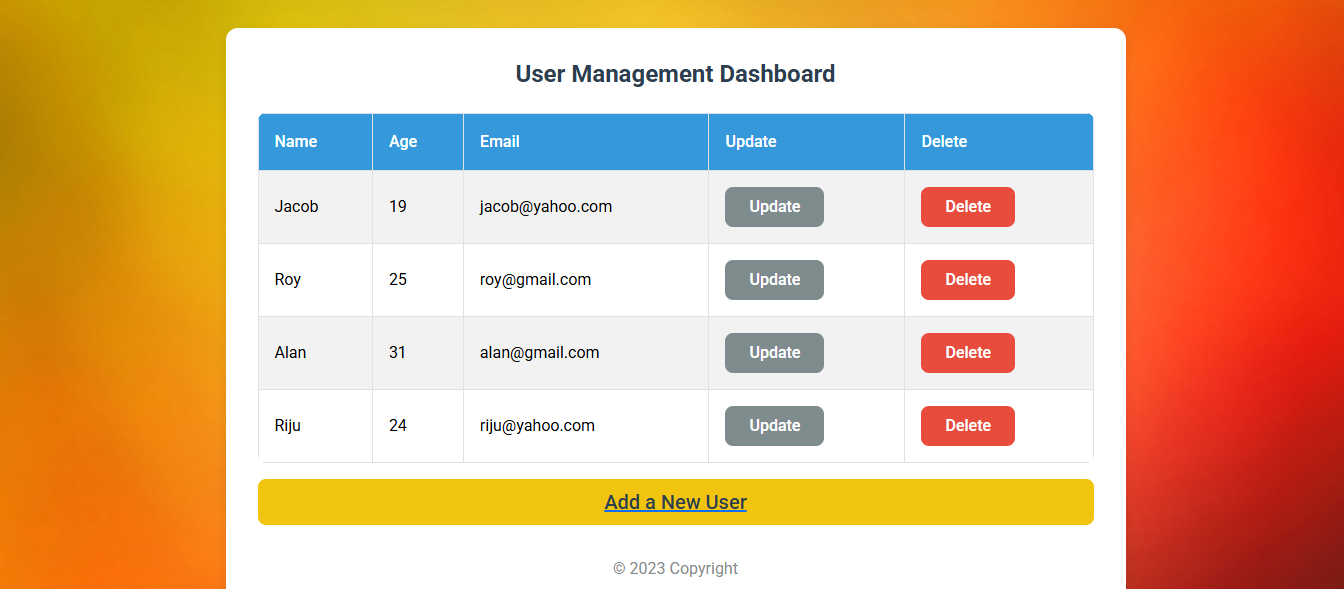 User Management Dashboard
Name Age Email Update Delete
Jacob 19 jacob@yahoo.com Update Delete
Roy 25 roy@gmail.com Update Delete
Alan 31 alan@gmail.com Update Delete
Riju 24 riju@yahoo.com Update Delete
Add a New User
© 2023 Copyright